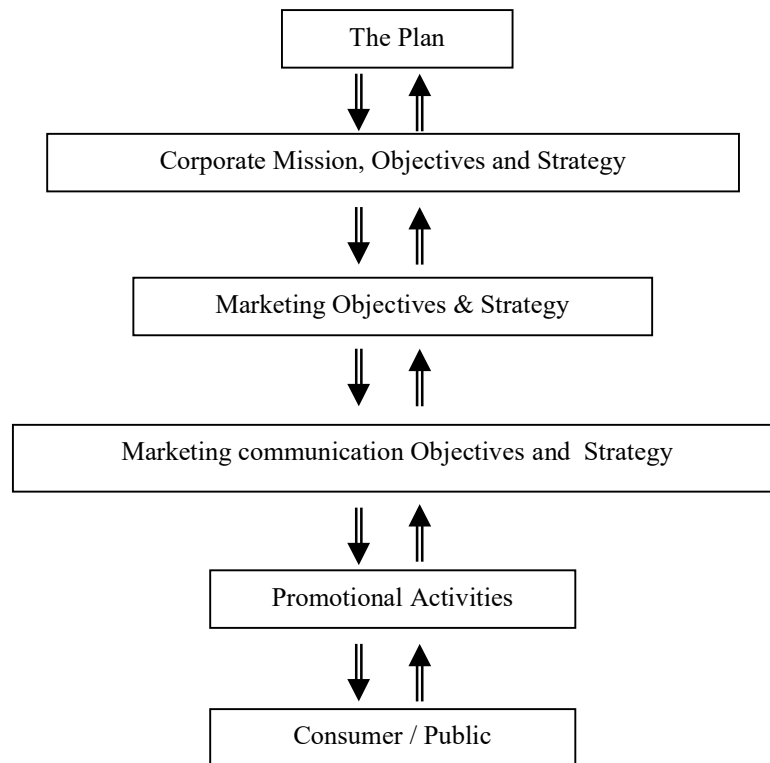 The Plan
Corporate Mission, Objectives and Strategy
Marketing Objectives & Strategy
Marketing communication Objectives and  Strategy
Promotional Activities
Consumer / Public